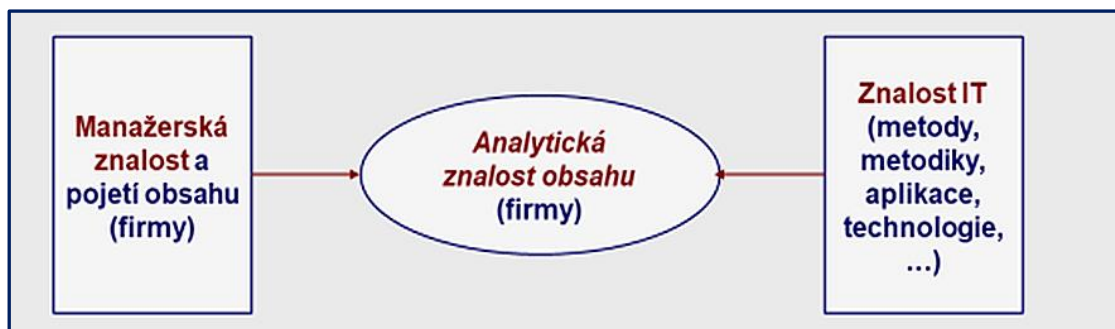 Manažerská
znalost a
pojetí obsahu
(firmy)
Analytická
znalost obsahu
(firmy)
Znalost IT
(metody,
metodiky,
aplikace,
technologie,
...)